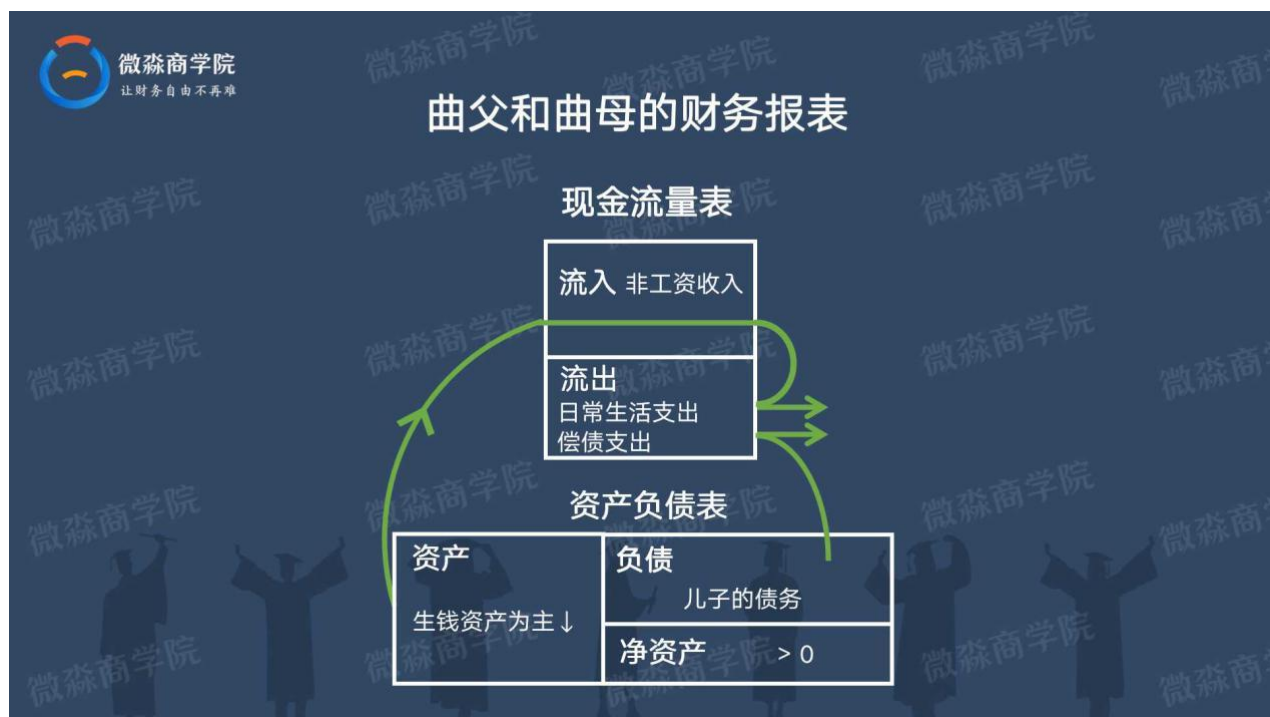 微淼商学院
让财务自由不再难
曲父和曲母的财务报表
现金流量表
流入 非工资收入
流出
日常生活支出
偿债支出
资产负债表
资产
生钱资产为主↓
负债
儿子的债务
净资产 > 0